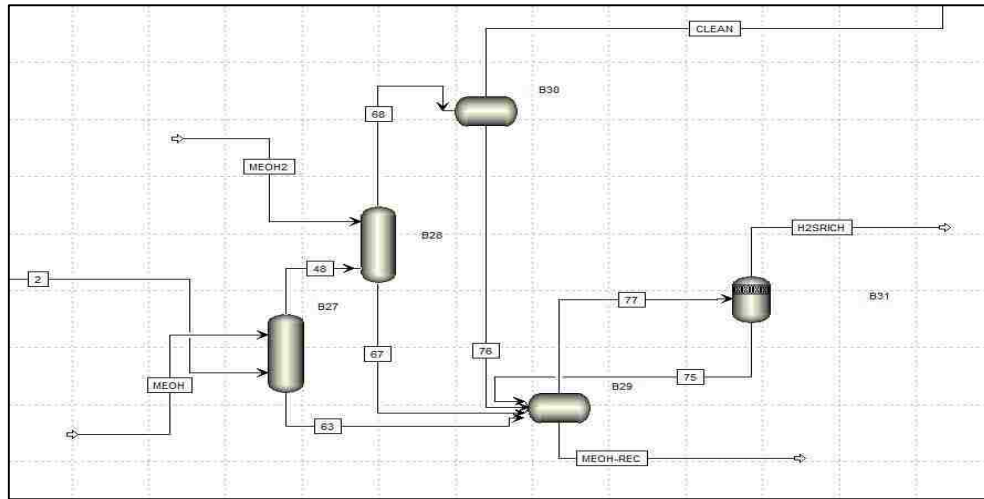 CLEAN
B30
68
MEOH2
B28
H2SRICH
48
2
77
B31
B27
67
76
75
MEOH
B29
63
MEOH-REC